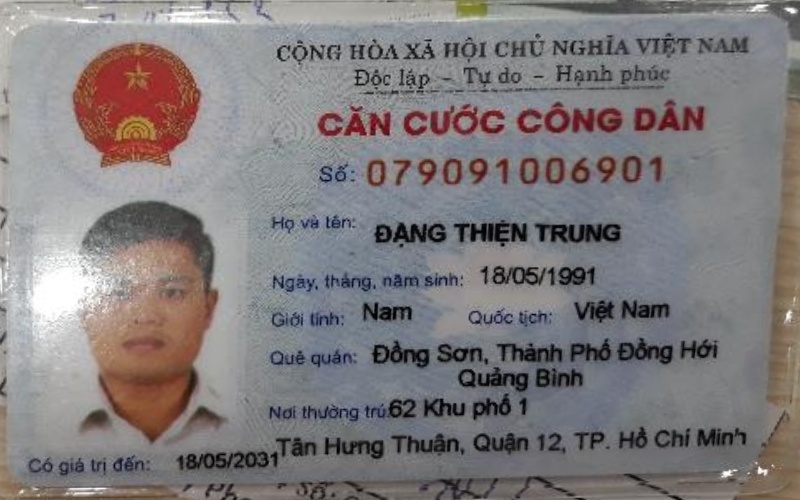 CỘNG HÒA XÃ HỘI CHỦ NGHĨA VIỆT NAM
Độc lập - Tự do - Hạnh phúc
CĂN CƯỚC CÔNG DÂN
Số: 079091006901
Họ và tên: ĐẶNG THIỆN TRUNG
Ngày, tháng, năm sinh: 18/05/1991
Giới tính: Nam Quốc tịch: Việt Nam
Quê quán: Đồng Sơn, Thành Phố Đồng Hới
Quảng Bình
Nơi thường trú: 62 Khu phố 1
Tân Hưng Thuận, Quận 12, TP. Hồ Chí Minh
Có giá trị đến: 18/05/2031